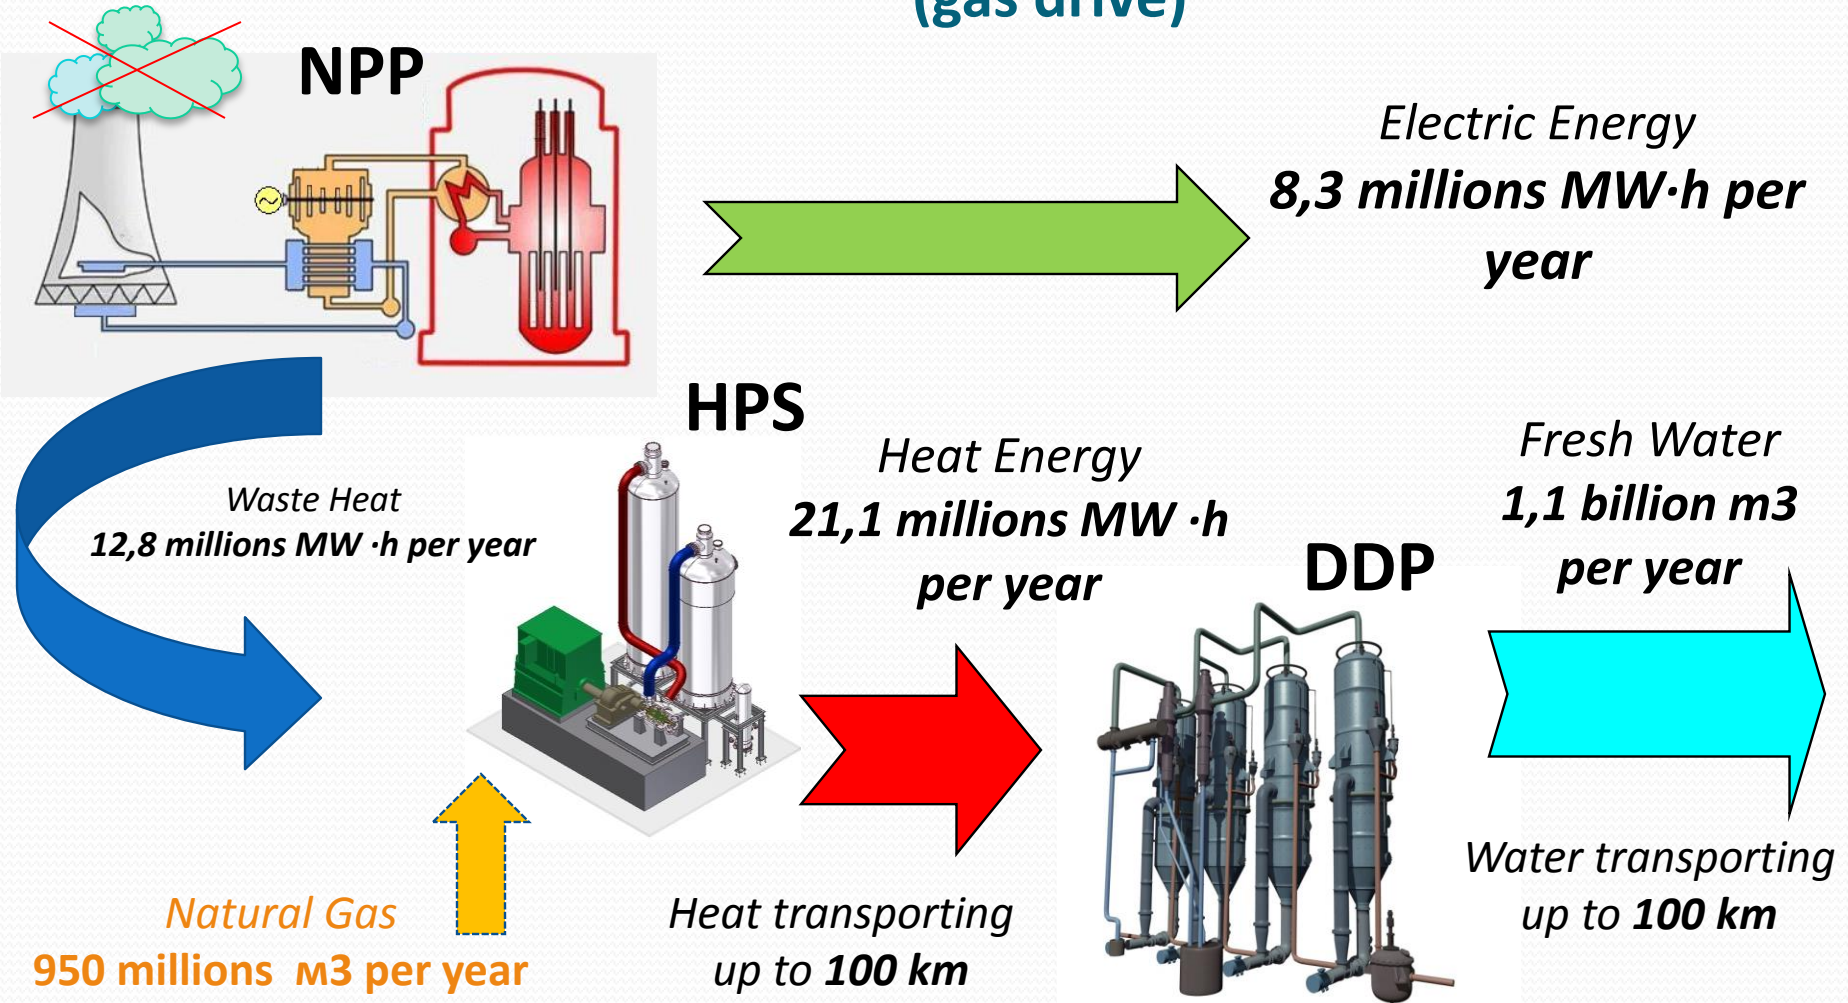 (gas drive)
NPP
Electric Energy
8,3 millions MW·h per
year
HPS
Waste Heat
12,8 millions MW ·h per year
Heat Energy
21,1 millions MW ·h
per year
DDP
Fresh Water
1,1 billion m3
per year
Natural Gas
950 millions м3 per year
Heat transporting
up to 100 km
Water transporting
up to 100 km